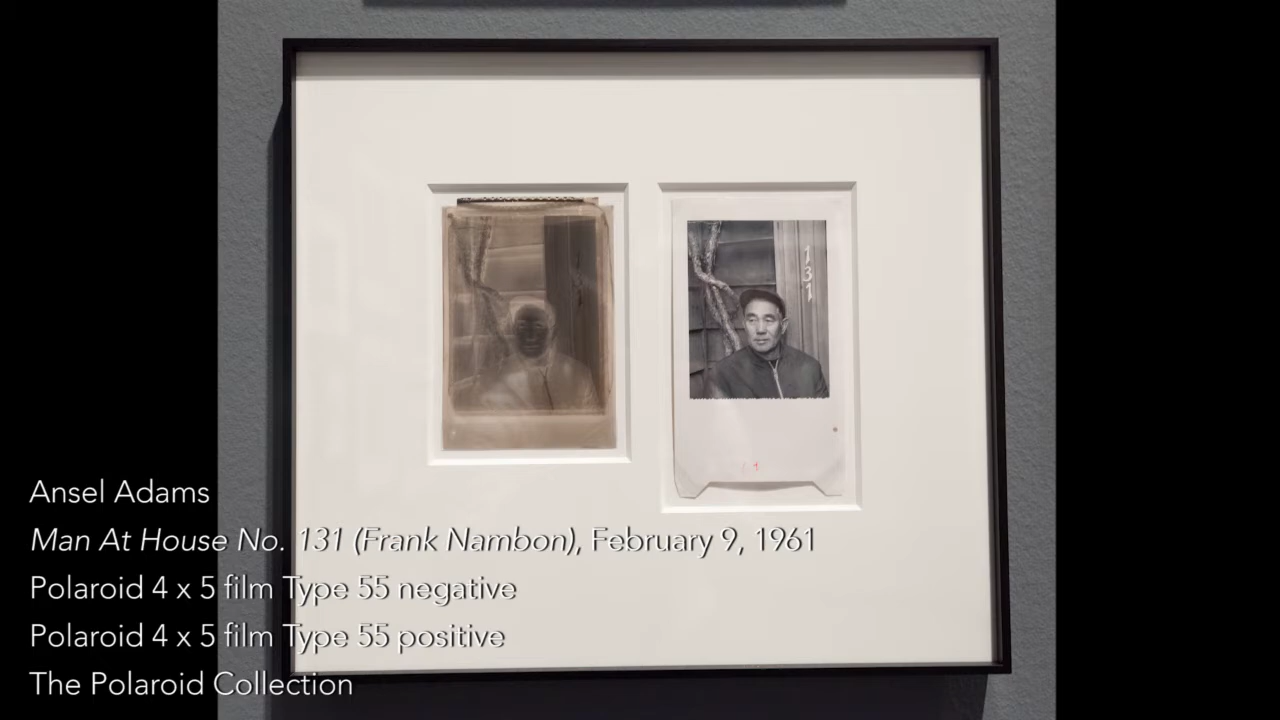 131
Ansel Adams
Man At House No. 131 (Frank Nambon), February 9, 1961
Polaroid 4 x 5 film Type 55 negative
Polaroid 4 x 5 film Type 55 positive
The Polaroid Collection